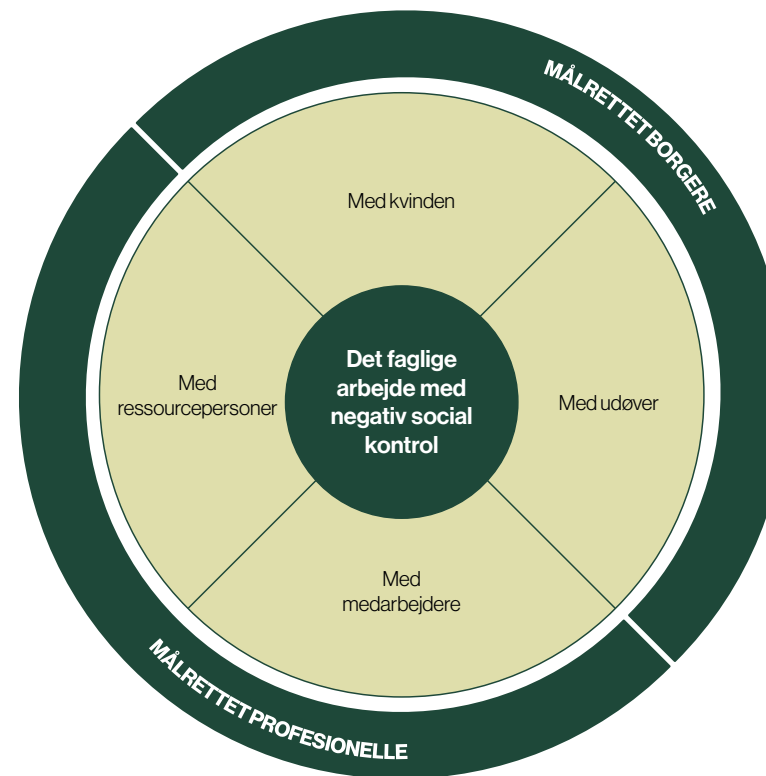 MÅLRETTET BORGERE
Med kvinden
Det faglige
arbejde med
negativ social
kontrol
Med
ressourcepersoner
Med udøver
Med
medarbejdere
MÅLRETTET PROFESIONELLE